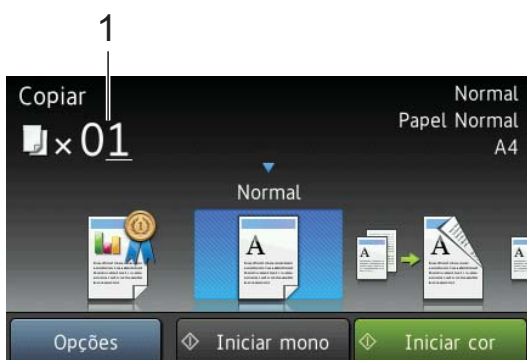 1
Copiar
×01
Normal
Papel Normal
A4
Normal
A
A
A
Opções
Iniciar mono
Iniciar cor